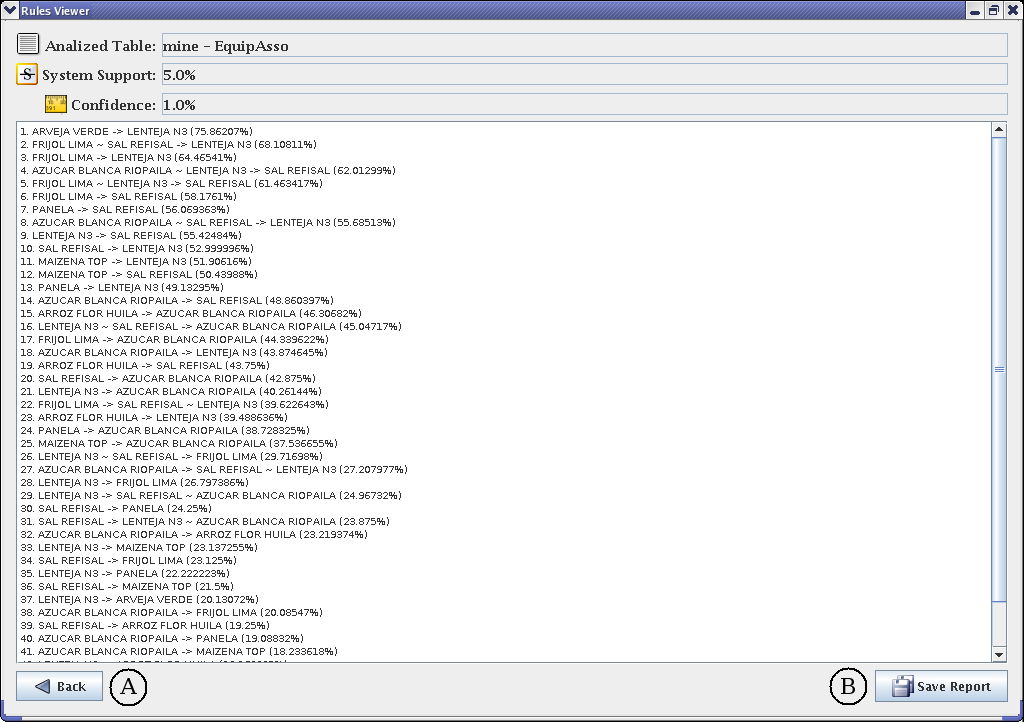 Rules Viewer
Analized Table: mine - EquipAsso
System Support: 5.0%
Confidence: 1.0%
1. ARVEJA VERDE -> LENTEJA N3 (75.86207%)
2. FRIJOL LIMA ~ SAL REFISAL -> LENTEJA N3 (68.10811%)
3. FRIJOL LIMA -> LENTEJA N3 (64.46541%)
4. AZUCAR BLANCA RIOPAILA ~ LENTEJA N3 -> SAL REFISAL (62.01299%)
5. FRIJOL LIMA ~ LENTEJA N3 -> SAL REFISAL (61.463417%)
6. FRIJOL LIMA -> SAL REFISAL (58.1761%)
7. PANELA -> SAL REFISAL (56.069363%)
8. AZUCAR BLANCA RIOPAILA ~ SAL REFISAL -> LENTEJA N3 (55.68513%)
9. LENTEJA N3 -> SAL REFISAL (55.42484%)
10. SAL REFISAL -> LENTEJA N3 (52.999996%)
11. MAIZENA TOP -> LENTEJA N3 (51.90616%)
12. MAIZENA TOP -> SAL REFISAL (50.43988%)
13. PANELA -> LENTEJA N3 (49.13295%)
14. AZUCAR BLANCA RIOPAILA -> SAL REFISAL (48.860397%)
15. ARROZ FLOR HUILA -> AZUCAR BLANCA RIOPAILA (46.30682%)
16. LENTEJA N3 ~ SAL REFISAL -> AZUCAR BLANCA RIOPAILA (45.04717%)
17. FRIJOL LIMA -> AZUCAR BLANCA RIOPAILA (44.339622%)
18. AZUCAR BLANCA RIOPAILA -> LENTEJA N3 (43.874645%)
19. ARROZ FLOR HUILA -> SAL REFISAL (43.75%)
20. SAL REFISAL -> AZUCAR BLANCA RIOPAILA (42.875%)
21. LENTEJA N3 -> AZUCAR BLANCA RIOPAILA (40.26144%)
22. FRIJOL LIMA -> SAL REFISAL ~ LENTEJA N3 (39.622643%)
23. ARROZ FLOR HUILA -> LENTEJA N3 (39.488636%)
24. PANELA -> AZUCAR BLANCA RIOPAILA (38.728325%)
25. MAIZENA TOP -> AZUCAR BLANCA RIOPAILA (37.536655%)
26. LENTEJA N3 ~ SAL REFISAL -> FRIJOL LIMA (29.71698%)
27. AZUCAR BLANCA RIOPAILA -> SAL REFISAL ~ LENTEJA N3 (27.207977%)
28. LENTEJA N3 -> FRIJOL LIMA (26.797386%)
29. LENTEJA N3 -> SAL REFISAL ~ AZUCAR BLANCA RIOPAILA (24.96732%)
30. SAL REFISAL -> PANELA (24.25%)
31. SAL REFISAL -> LENTEJA N3 ~ AZUCAR BLANCA RIOPAILA (23.875%)
32. AZUCAR BLANCA RIOPAILA -> ARROZ FLOR HUILA (23.219374%)
33. LENTEJA N3 -> MAIZENA TOP (23.137255%)
34. SAL REFISAL -> FRIJOL LIMA (23.125%)
35. LENTEJA N3 -> PANELA (22.222223%)
36. SAL REFISAL -> MAIZENA TOP (21.5%)
37. LENTEJA N3 -> ARVEJA VERDE (20.13072%)
38. AZUCAR BLANCA RIOPAILA -> FRIJOL LIMA (20.08547%)
39. SAL REFISAL -> ARROZ FLOR HUILA (19.25%)
40. AZUCAR BLANCA RIOPAILA -> PANELA (19.08832%)
41. AZUCAR BLANCA RIOPAILA -> MAIZENA TOP (18.233618%)
Back A B Save Report